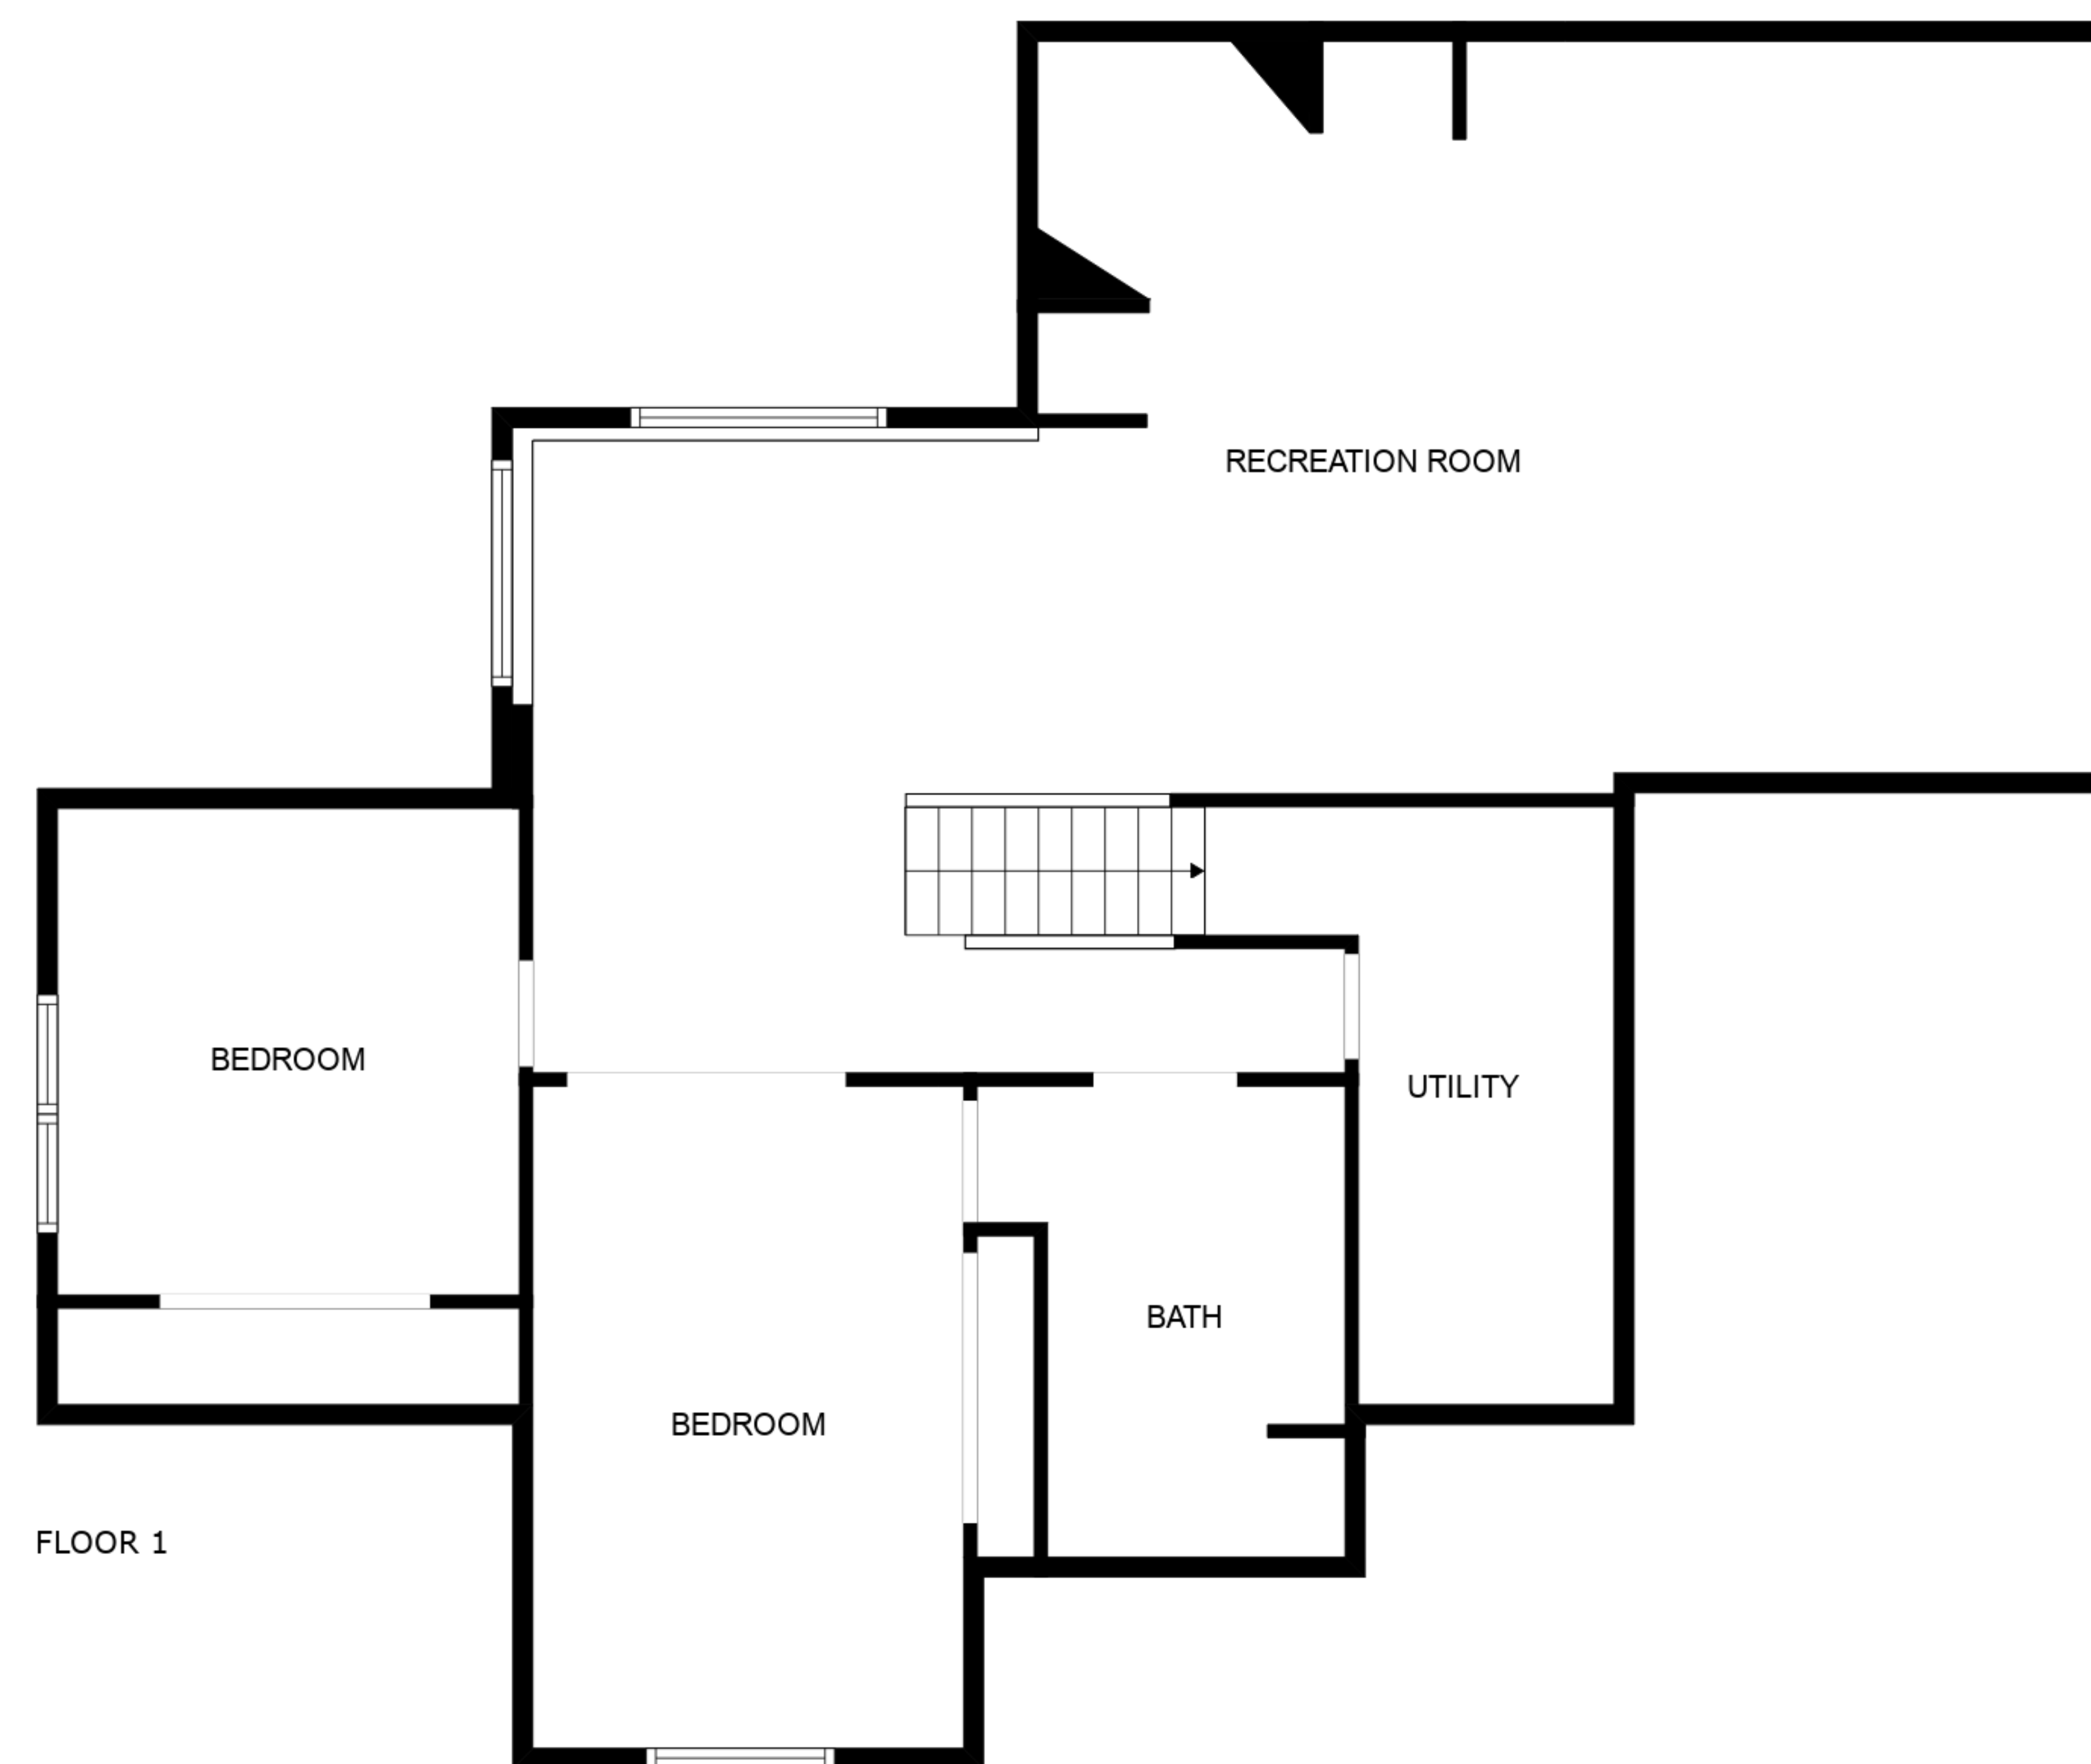 RECREATION ROOM
BEDROOM
UTILITY
BATH
BEDROOM
FLOOR 1